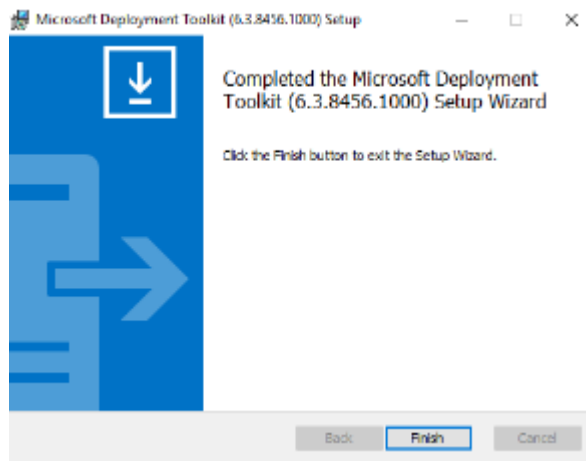 Microsoft Deployment Toolkit (6.3.8456.1000) Setup
Completed the Microsoft Deployment
Toolkit (6.3.8456.1000) Setup Wizard
Click the Finish button to exit the Setup Wizard.
Back Finish Cancel